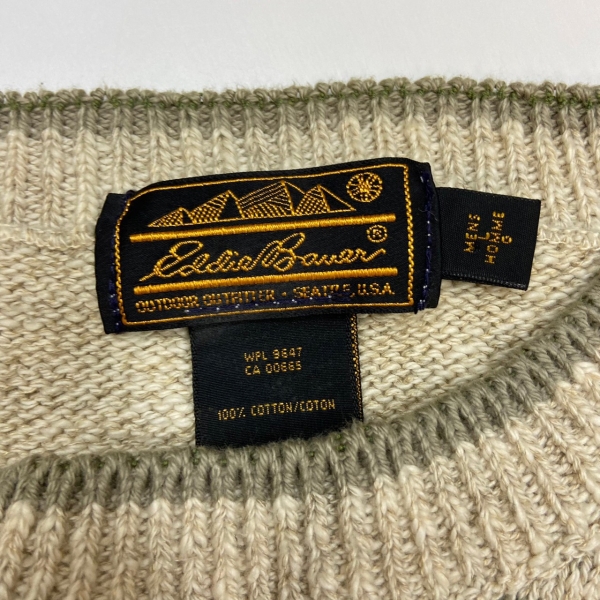 Eddie Bauer®
OUTDOOR OUTFITTER · SEATTLE, U.S.A.
MENS
L
HOMME
G
WPL 9647
CA 00665
100% COTTON/COTON